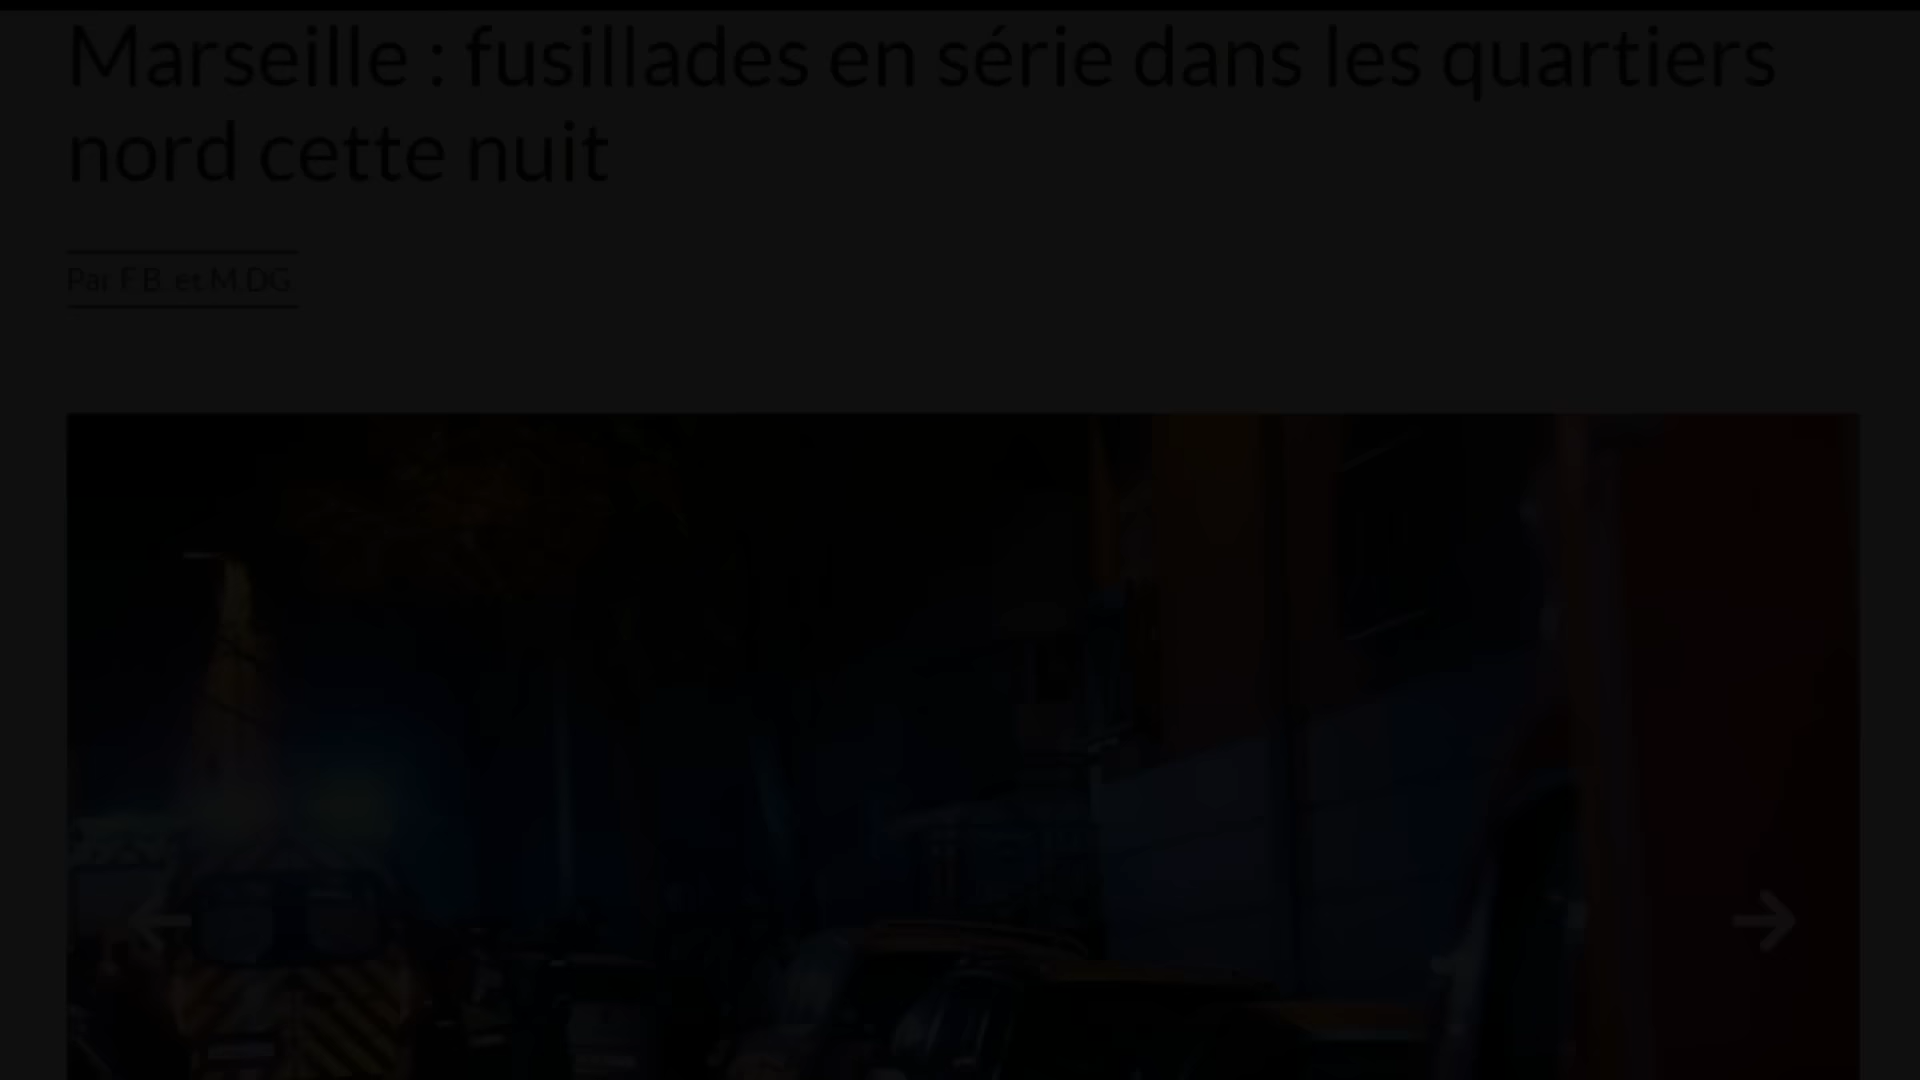 Marseille : fusillades en série dans les quartiers
nord cette nuit
Par F.B. et M.DG.